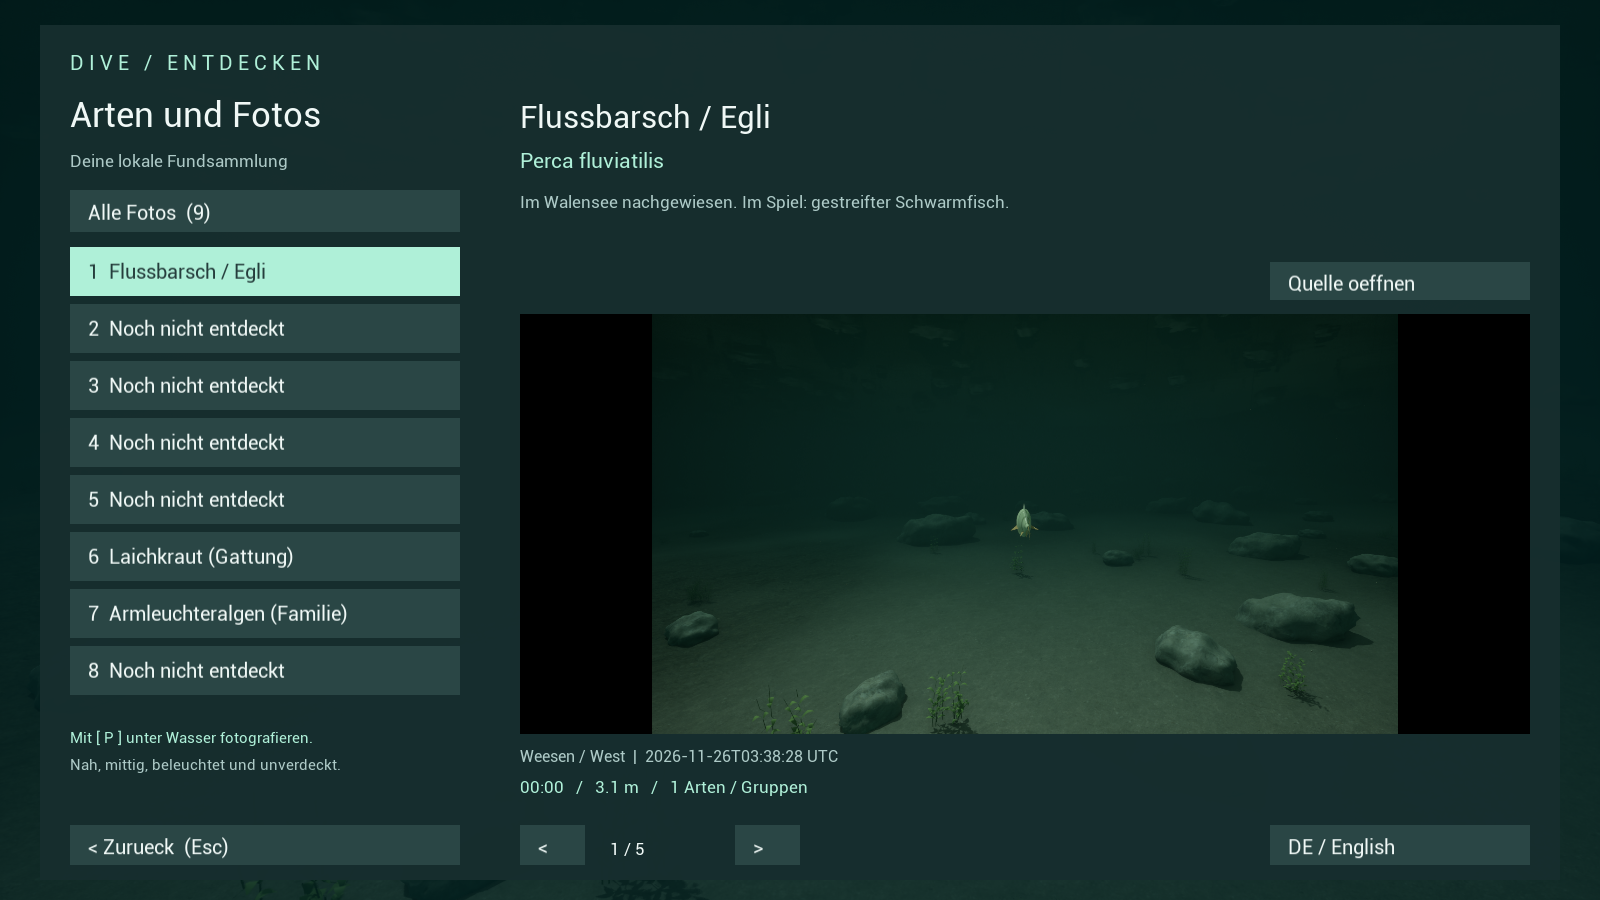 DIVE / ENTDECKEN
Arten und Fotos
Deine lokale Fundsammlung
Alle Fotos (9)
1 Flussbarsch / Egli
2 Noch nicht entdeckt
3 Noch nicht entdeckt
4 Noch nicht entdeckt
5 Noch nicht entdeckt
6 Laichkraut (Gattung)
7 Armleuchteralgen (Familie)
8 Noch nicht entdeckt
Mit [ P ] unter Wasser fotografieren.
Nah, mittig, beleuchtet und unverdeckt.
< Zurueck (Esc)
Flussbarsch / Egli
Perca fluviatilis
Im Walensee nachgewiesen. Im Spiel: gestreifter Schwarmfisch.
Quelle oeffnen
Weesen / West | 2026-11-26T03:38:28 UTC
00:00 / 3.1 m / 1 Arten / Gruppen
< 1 / 5 >
DE / English